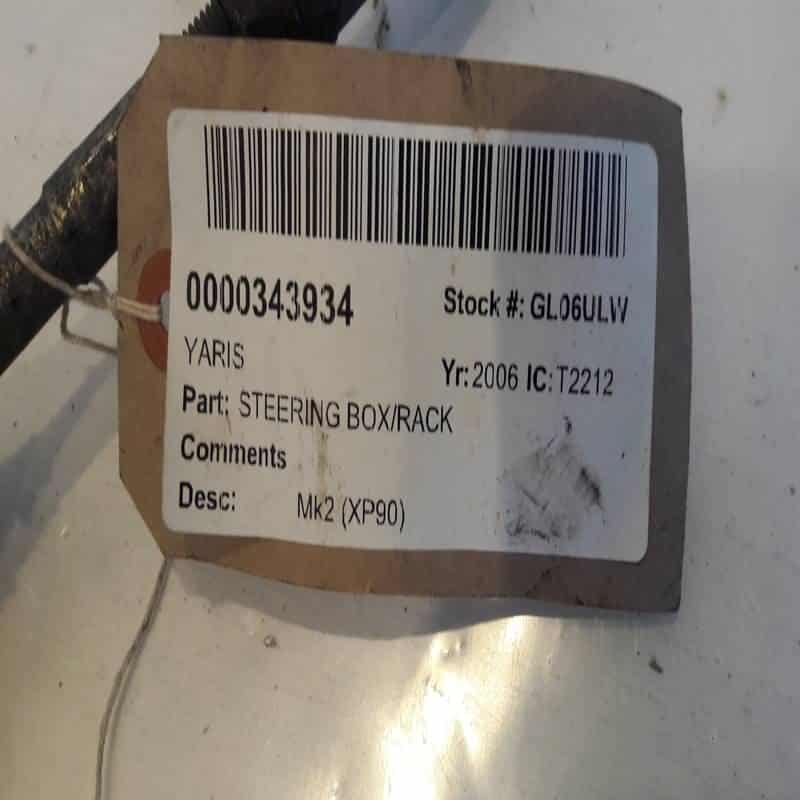 0000343934 Stock #: GL06ULW
YARIS
Yr: 2006 IC: T2212
Part: STEERING BOX/RACK
Comments
Desc: Mk2 (XP90)